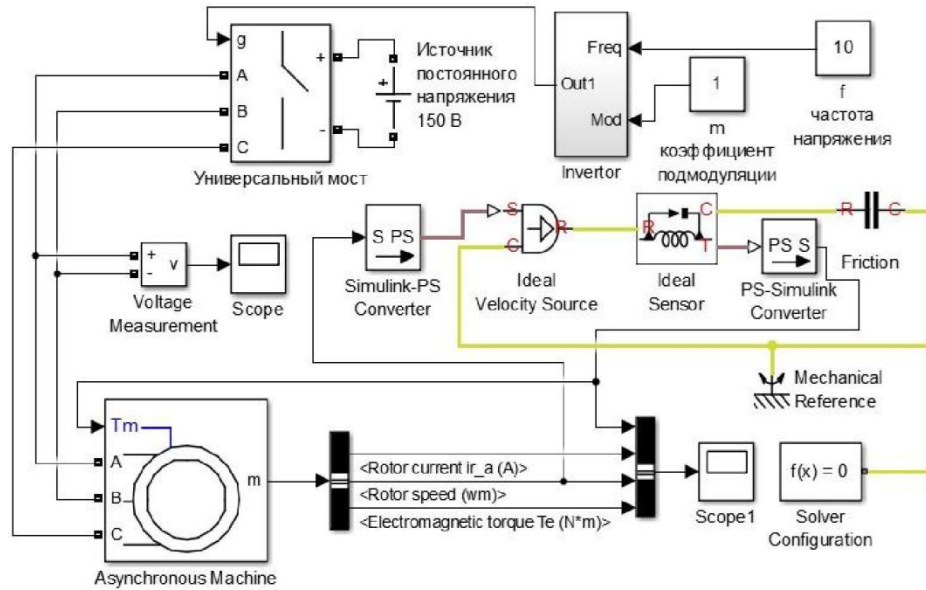 g
A
B
C
+
-
Универсальный мост
+
Источник
постоянного
напряжения
150 В
Freq
Out1
Mod
Invertor
1
m
коэффициент
подмодуляции
10
f
частота
напряжения
S PS
Simulink-PS
Converter
S
C
R
Ideal
Velocity Source
R
C
T
Ideal
Sensor
PS S
PS-Simulink
Converter
R
C
Friction
+
-
v
Voltage
Measurement
Scope
Mechanical
Reference
Tm
A
B
C
m
Asynchronous Machine
<Rotor current ir_a (A)>
<Rotor speed (wm)>
<Electromagnetic torque Te (N*m)>
Scope1
f(x) = 0
Solver
Configuration